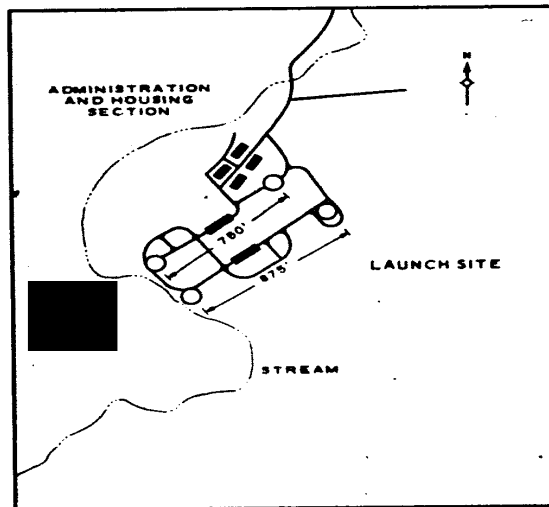 N
ADMINISTRATION
AND HOUSING
SECTION
780'
LAUNCH SITE
875'
STREAM